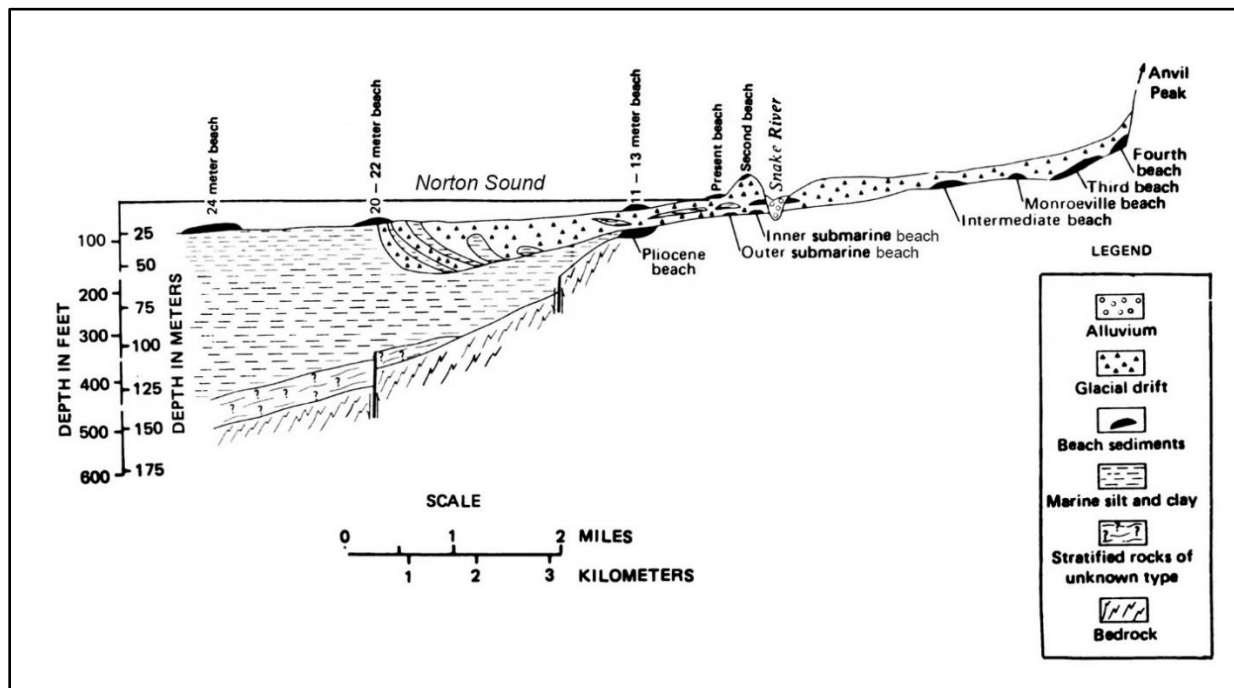 24 meter beach
20 – 22 meter beach
Norton Sound
11 – 13 meter beach
Present beach
Second beach
Snake River
Anvil
Peak
Fourth
beach
Third beach
Monroeville beach
Intermediate beach
Inner submarine beach
Outer submarine beach
Pliocene
beach
DEPTH IN FEET
100
200
300
400
500
600
DEPTH IN METERS
25
50
75
100
125
150
175
? ?
? ? ?
? ? ?
SCALE
0 1 2 MILES
1 2 3 KILOMETERS
LEGEND
Alluvium
Glacial drift
Beach sediments
Marine silt and clay
? ? ?
Stratified rocks of
unknown type
Bedrock